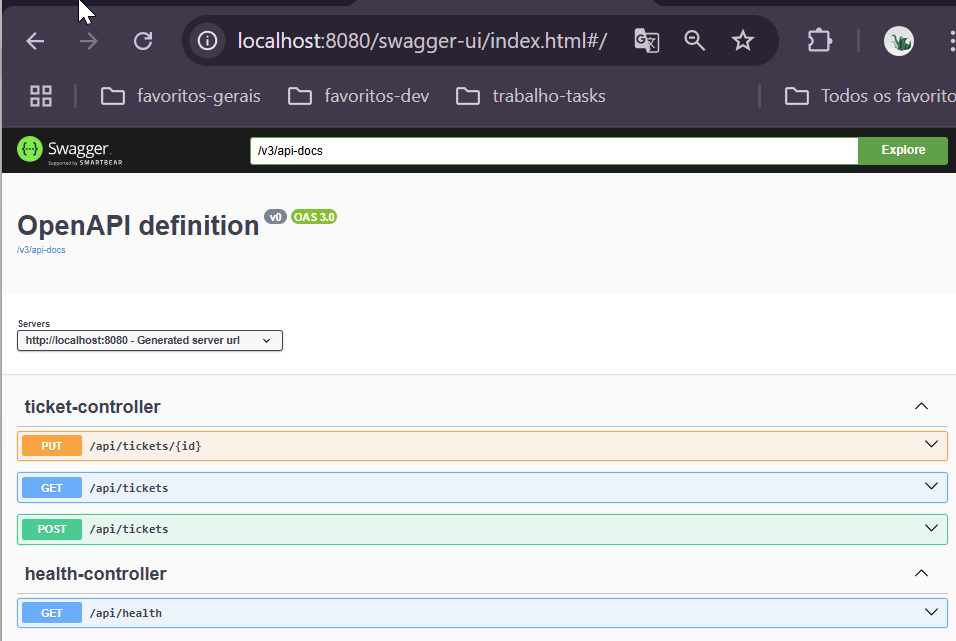 localhost:8080/swagger-ui/index.html#/
favoritos-gerais favoritos-dev trabalho-tasks Todos os favorito
Swagger.
Supported by SMARTBEAR
/v3/api-docs Explore
OpenAPI definition v0 OAS 3.0
/v3/api-docs
Servers
http://localhost:8080 - Generated server url
ticket-controller
PUT /api/tickets/{id}
GET /api/tickets
POST /api/tickets
health-controller
GET /api/health